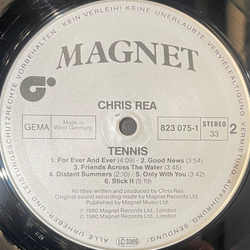 MAGNET
CHRIS REA
GEMA
Made in
West Germany
823 075-1
STEREO
33
2
TENNIS
1. For Ever And Ever (4:09) · 2. Good News (3:54)
3. Friends Across The Water (3:40)
4. Distant Summers (2:10) · 5. Only With You (3:52)
6. Stick It (5:19)
All titles written and produced by Chris Rea
Original sound recording made by Magnet Records Ltd.
Published by Magnet Music Ltd.
℗ 1980 Magnet Records Ltd., London
© 1980 Magnet Records Ltd., London
LC 3386